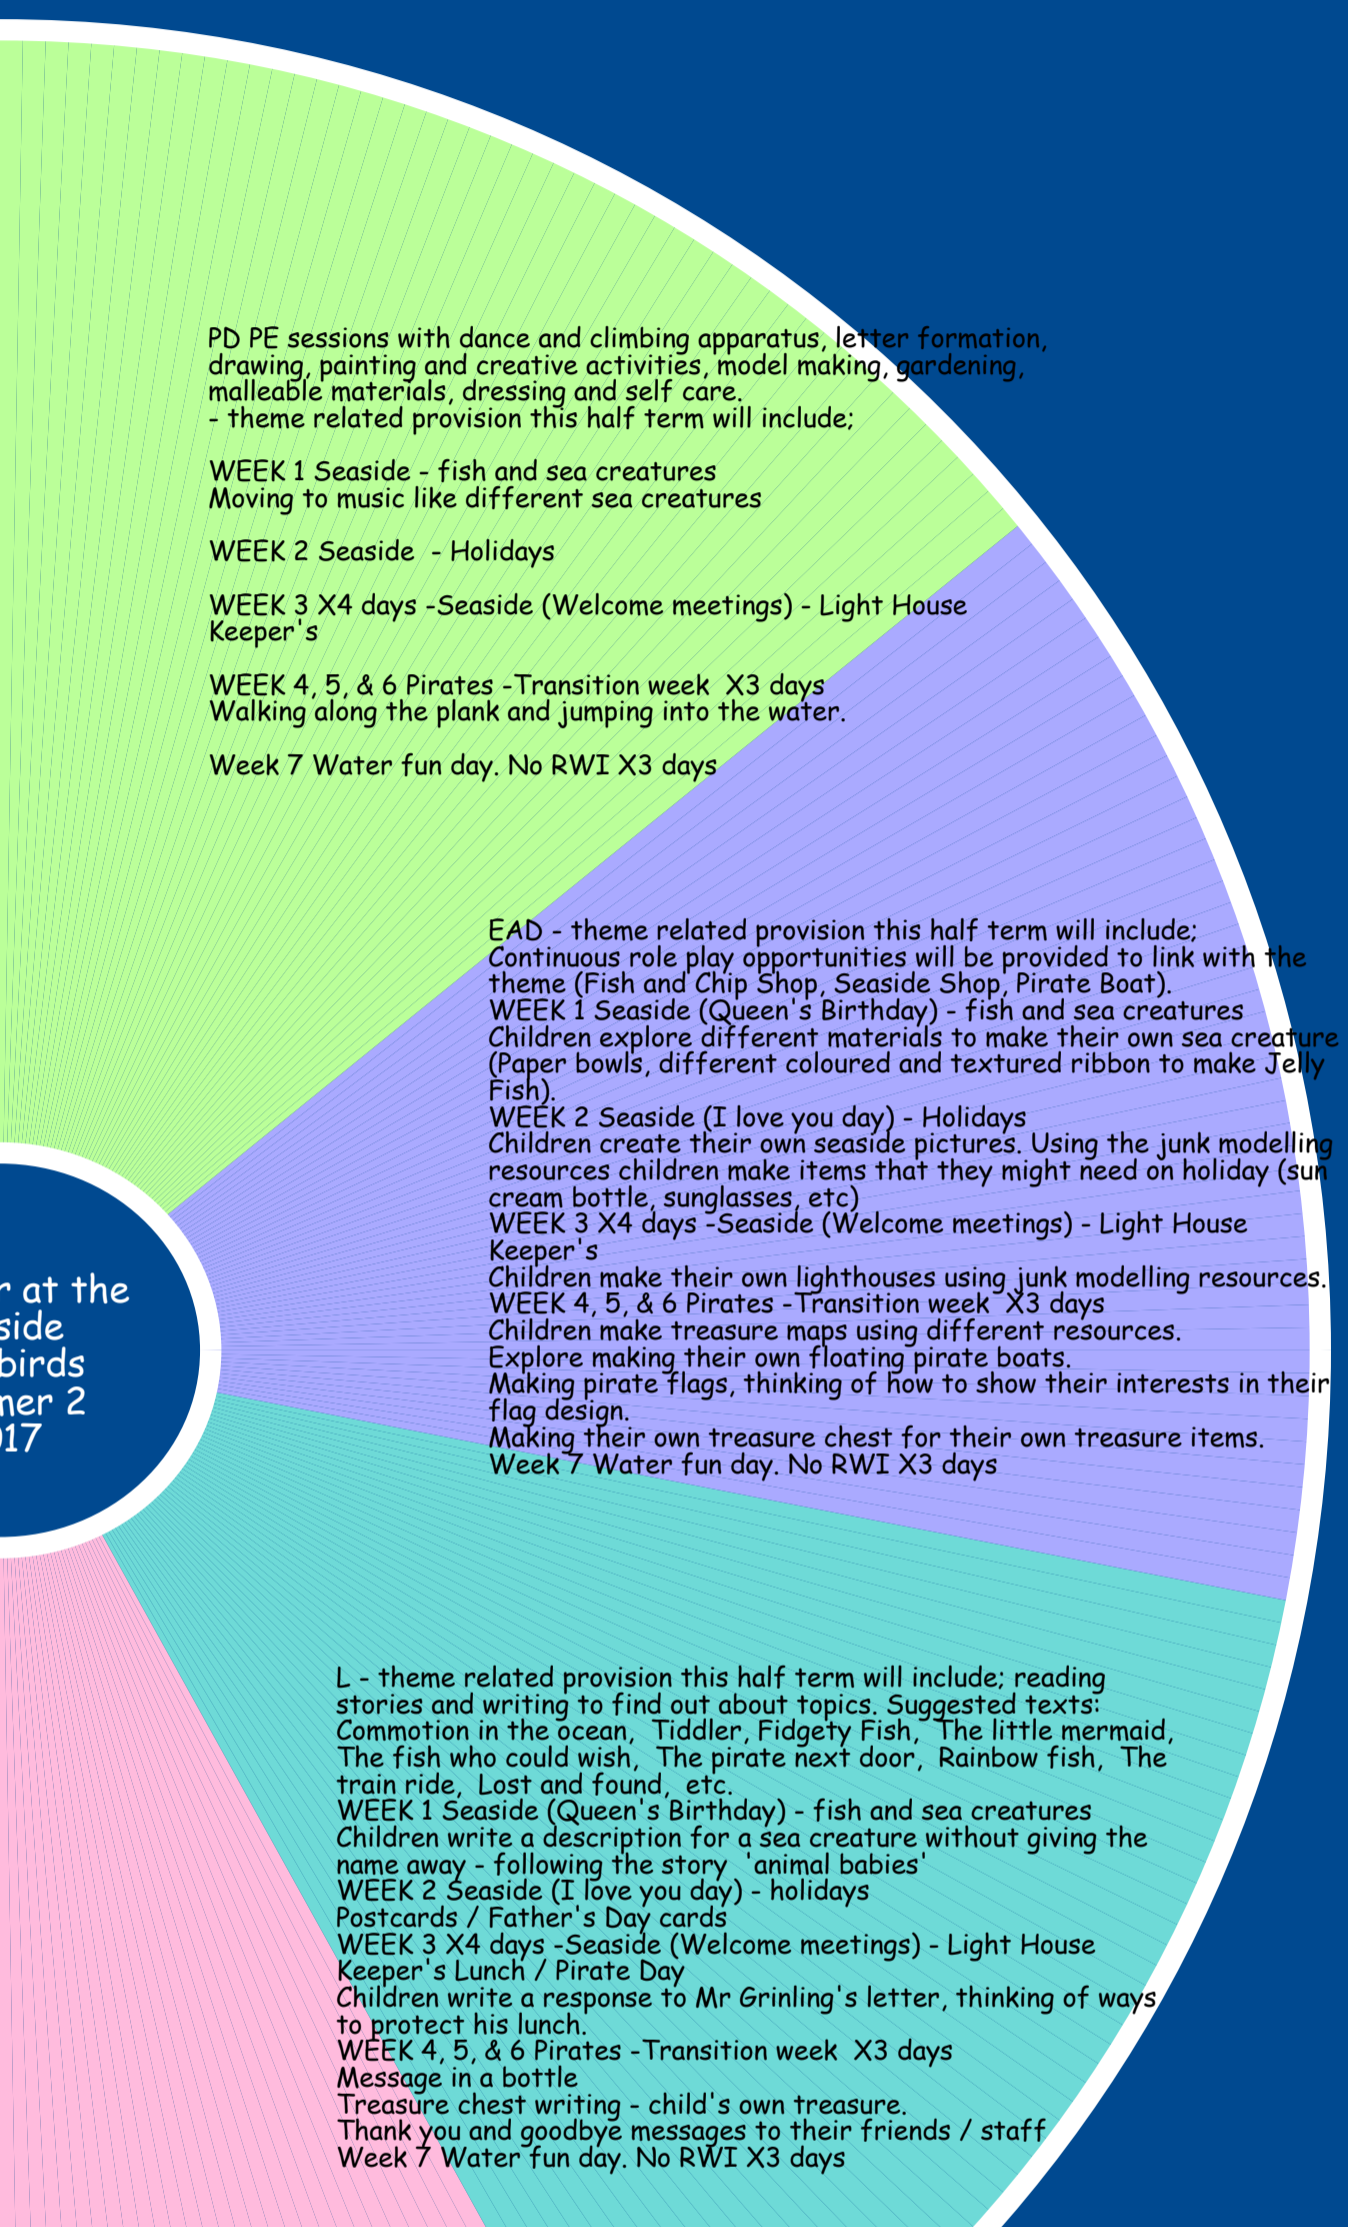 PD PE sessions with dance and climbing apparatus, letter formation,
drawing, painting and creative activities, model making, gardening,
malleable materials, dressing and self care.
- theme related provision this half term will include;
WEEK 1 Seaside - fish and sea creatures
Moving to music like different sea creatures
WEEK 2 Seaside  - Holidays
WEEK 3 X4 days -Seaside (Welcome meetings) - Light House
Keeper's
WEEK 4, 5, & 6 Pirates -Transition week  X3 days
Walking along the plank and jumping into the water.
Week 7 Water fun day. No RWI X3 days
EAD - theme related provision this half term will include;
Continuous role play opportunities will be provided to link with the
theme (Fish and Chip Shop, Seaside Shop, Pirate Boat).
WEEK 1 Seaside (Queen's Birthday) - fish and sea creatures
Children explore different materials to make their own sea creature
(Paper bowls, different coloured and textured ribbon to make Jelly
Fish).
WEEK 2 Seaside (I love you day) - Holidays
Children create their own seaside pictures. Using the junk modelling
resources children make items that they might need on holiday (sun
cream bottle, sunglasses, etc)
WEEK 3 X4 days -Seaside (Welcome meetings) - Light House
Keeper's
Children make their own lighthouses using junk modelling resources.
WEEK 4, 5, & 6 Pirates -Transition week  X3 days
Children make treasure maps using different resources.
Explore making their own floating pirate boats.
Making pirate flags, thinking of how to show their interests in their
flag design.
Making their own treasure chest for their own treasure items.
Week 7 Water fun day. No RWI X3 days
r at the
side
birds
mer 2
17
L - theme related provision this half term will include; reading
stories and writing to find out about topics. Suggested texts:
Commotion in the ocean,  Tiddler, Fidgety Fish,  The little mermaid,
The fish who could wish,  The pirate next door,  Rainbow fish,  The
train ride,  Lost and found,  etc.
WEEK 1 Seaside (Queen's Birthday) - fish and sea creatures
Children write a description for a sea creature without giving the
name away - following the story  'animal babies'
WEEK 2 Seaside (I love you day) - holidays
Postcards / Father's Day cards
WEEK 3 X4 days -Seaside (Welcome meetings) - Light House
Keeper's Lunch / Pirate Day
Children write a response to Mr Grinling's letter, thinking of ways
to protect his lunch.
WEEK 4, 5, & 6 Pirates -Transition week  X3 days
Message in a bottle
Treasure chest writing - child's own treasure.
Thank you and goodbye messages to their friends / staff
Week 7 Water fun day. No RWI X3 days